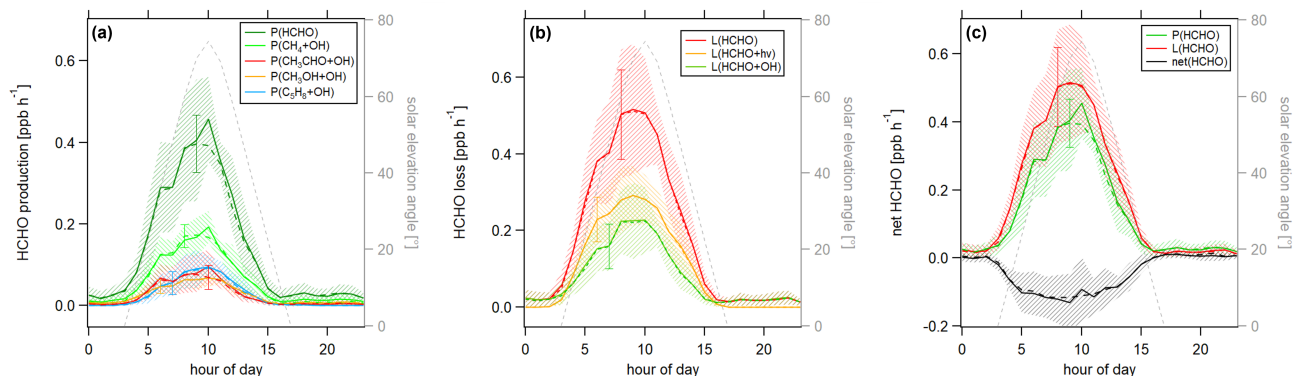 (a)
P(HCHO)
P(CH₄+OH)
P(CH₃CHO+OH)
P(CH₃OH+OH)
P(C₅H₈+OH)
HCHO production [ppb h⁻¹]
0.6
0.4
0.2
0.0
80
60
40
20
0
solar elevation angle [°]
0 5 10 15 20
hour of day
(b)
L(HCHO)
L(HCHO+hν)
L(HCHO+OH)
HCHO loss [ppb h⁻¹]
0.6
0.4
0.2
0.0
80
60
40
20
0
solar elevation angle [°]
0 5 10 15 20
hour of day
(c)
P(HCHO)
L(HCHO)
net(HCHO)
net HCHO [ppb h⁻¹]
0.6
0.4
0.2
0.0
-0.2
80
60
40
20
0
solar elevation angle [°]
0 5 10 15 20
hour of day